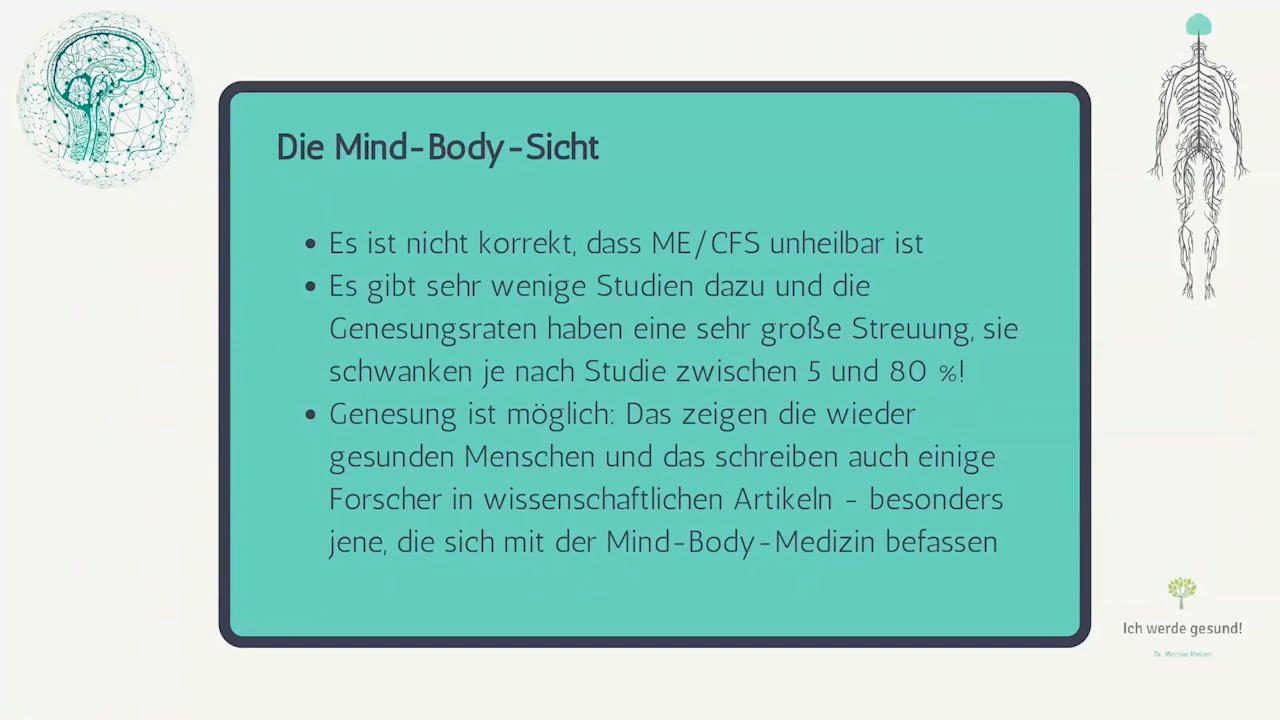 Die Mind-Body-Sicht
• Es ist nicht korrekt, dass ME/CFS unheilbar ist
• Es gibt sehr wenige Studien dazu und die
Genesungsraten haben eine sehr große Streuung, sie
schwanken je nach Studie zwischen 5 und 80 %!
• Genesung ist möglich: Das zeigen die wieder
gesunden Menschen und das schreiben auch einige
Forscher in wissenschaftlichen Artikeln - besonders
jene, die sich mit der Mind-Body-Medizin befassen
Ich werde gesund!
Dr. Martina Melzer